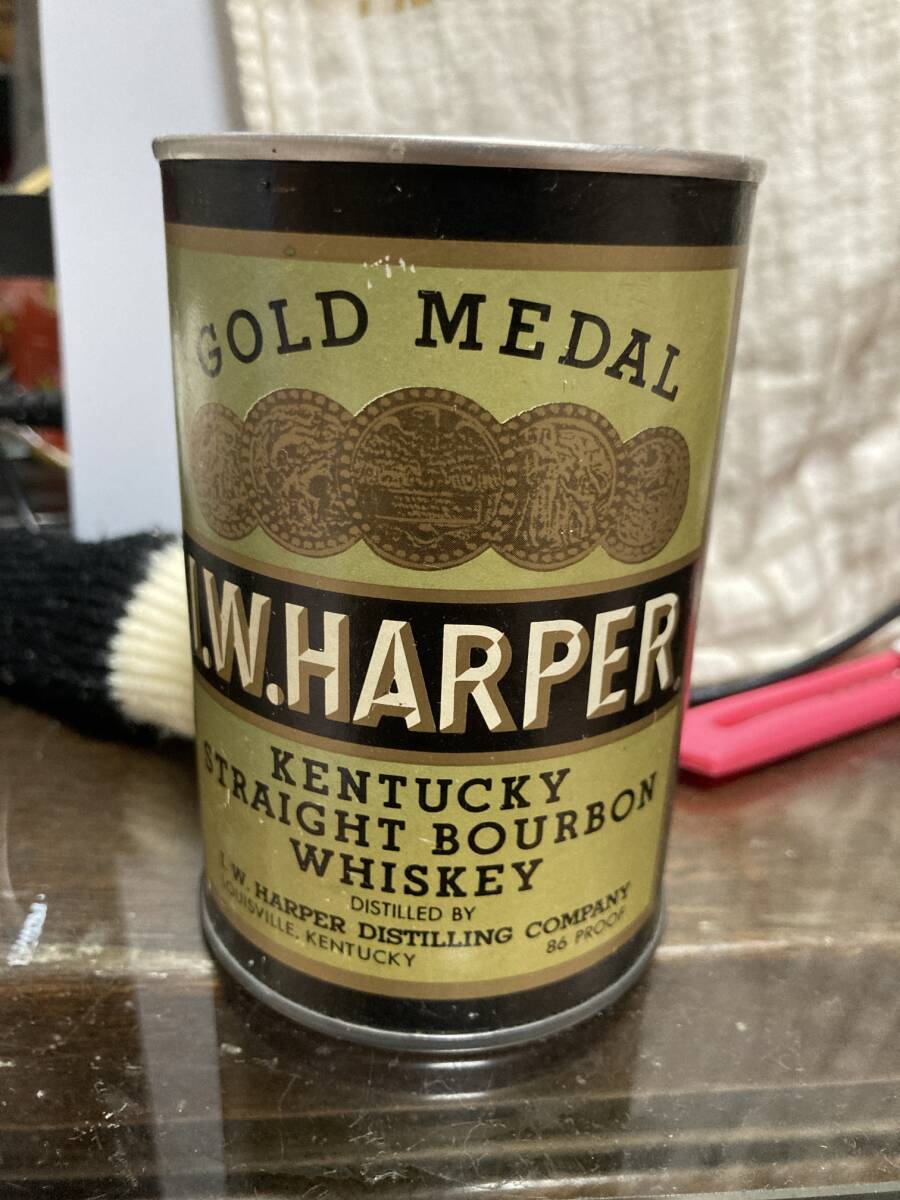 GOLD MEDAL
I.W. HARPER.
KENTUCKY
STRAIGHT BOURBON
WHISKEY
DISTILLED BY
I. W. HARPER DISTILLING COMPANY
LOUISVILLE, KENTUCKY 86 PROOF